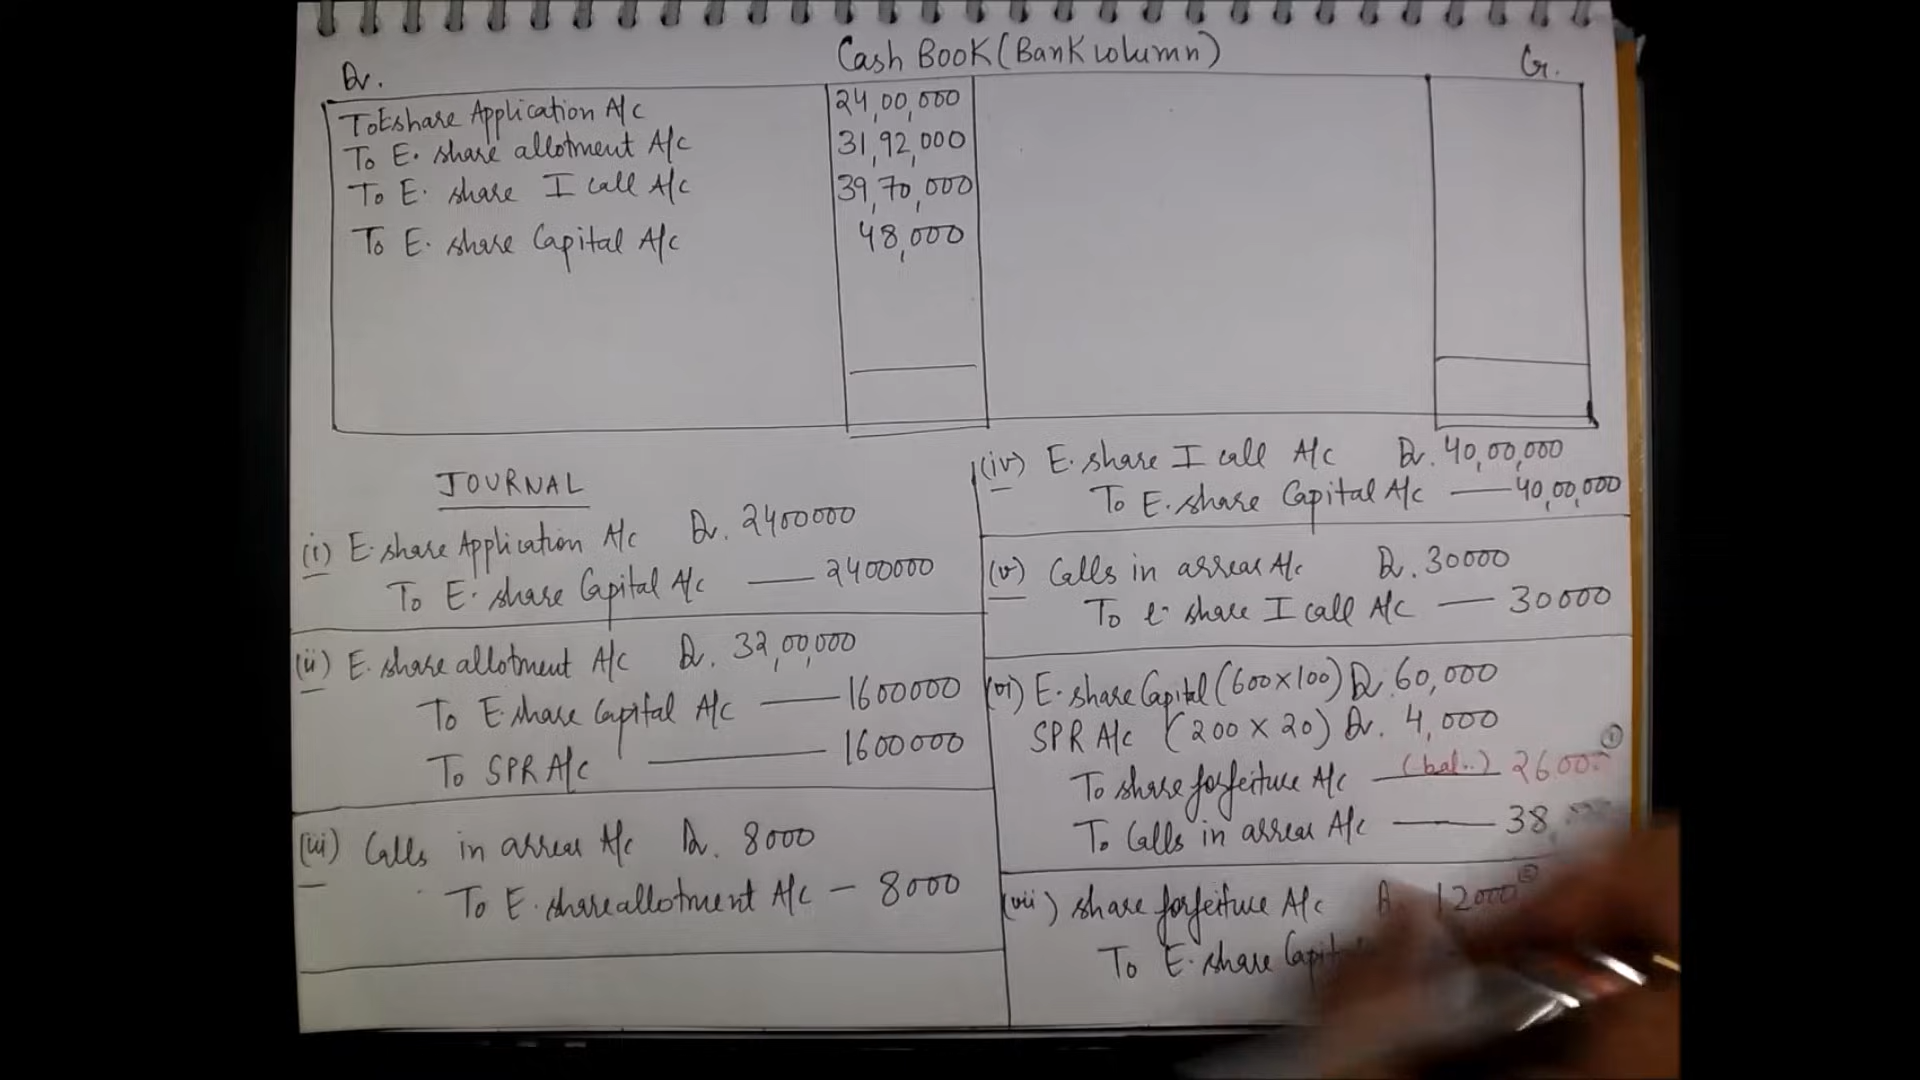 Cash Book (Bank column)
Dr.
Cr.
To E share Application A/c 24,00,000
To E. share allotment A/c 31,92,000
To E. share I call A/c 39,70,000
To E. share Capital A/c 48,000
JOURNAL
(i) E. share Application A/c Dr. 2400000
To E. share Capital A/c — 2400000
(ii) E. share allotment A/c Dr. 32,00,000
To E. share Capital A/c — 1600000
To SPR A/c — 1600000
(iii) Calls in arrear A/c Dr. 8000
To E. share allotment A/c — 8000
(iv) E. share I call A/c Dr. 40,00,000
To E. share Capital A/c — 40,00,000
(v) Calls in arrear A/c Dr. 30000
To e. share I call A/c — 30000
(vi) E. share Capital (600x100) Dr. 60,000
SPR A/c (200 x 20) Dr. 4,000
To share forfeiture A/c — (bal..) 26000 ①
To Calls in arrear A/c — 38,
(vii) share forfeiture A/c 12000
To E. share